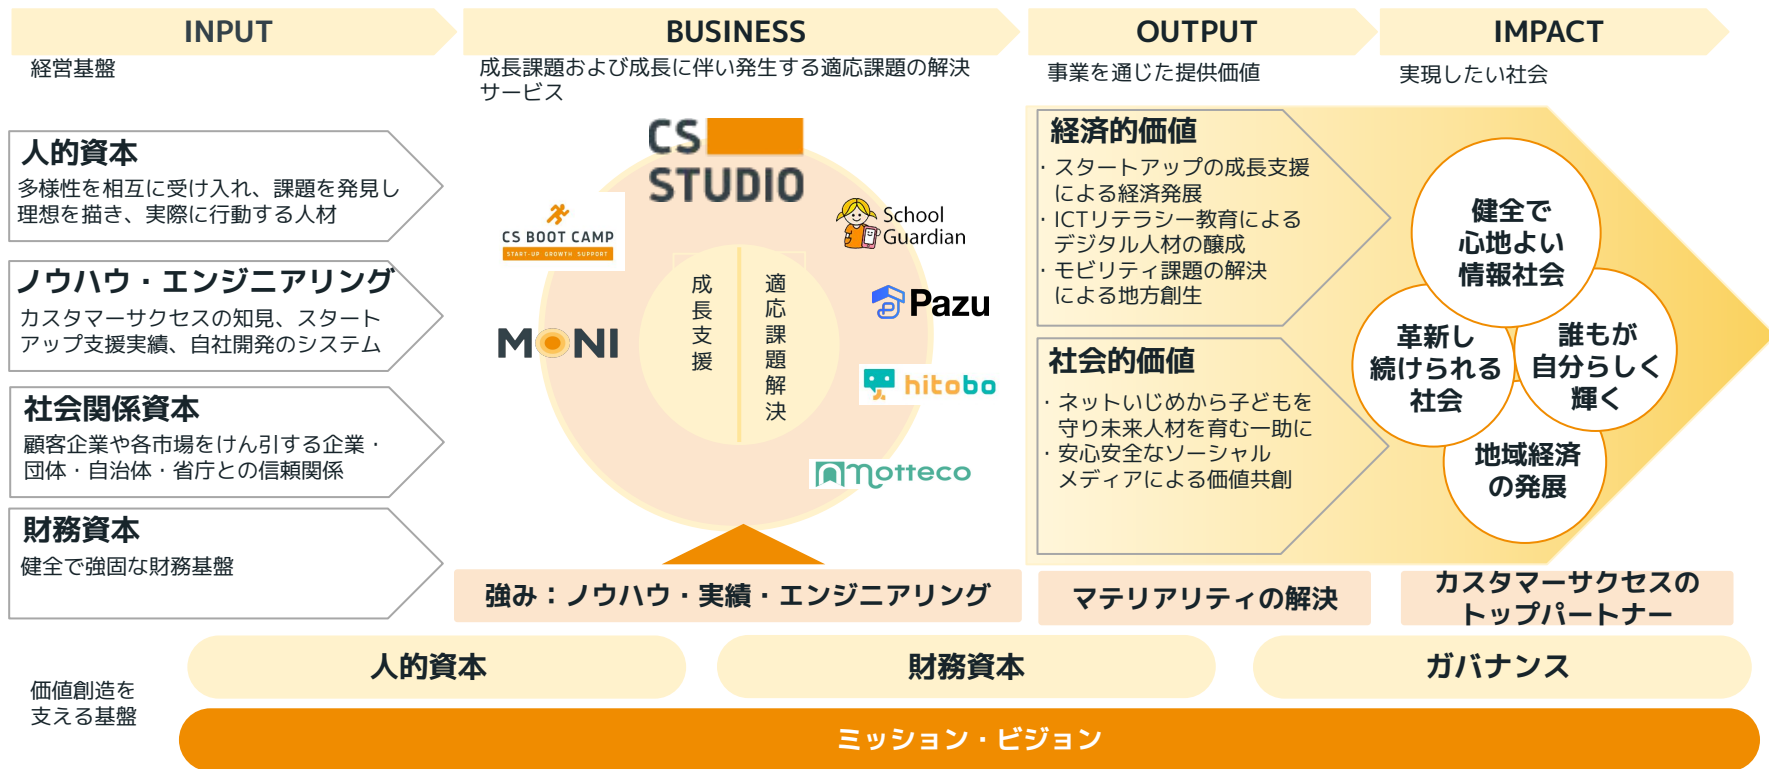 INPUT
経営基盤
人的資本
多様性を相互に受け入れ、課題を発見し
理想を描き、実際に行動する人材
ノウハウ・エンジニアリング
カスタマーサクセスの知見、スタート
アップ支援実績、自社開発のシステム
社会関係資本
顧客企業や各市場をけん引する企業・
団体・自治体・省庁との信頼関係
財務資本
健全で強固な財務基盤
BUSINESS
成長課題および成長に伴い発生する適応課題の解決
サービス
CS
STUDIO
CS BOOT CAMP
START-UP GROWTH SUPPORT
MONI
成長支援
適応課題解決
School
Guardian
Pazu
hitobo
motteco
強み：ノウハウ・実績・エンジニアリング
OUTPUT
事業を通じた提供価値
経済的価値
・スタートアップの成長支援
による経済発展
・ICTリテラシー教育による
デジタル人材の醸成
・モビリティ課題の解決
による地方創生
社会的価値
・ネットいじめから子どもを
守り未来人材を育む一助に
・安心安全なソーシャル
メディアによる価値共創
マテリアリティの解決
IMPACT
実現したい社会
健全で
心地よい
情報社会
革新し
続けられる
社会
誰もが
自分らしく
輝く
地域経済
の発展
カスタマーサクセスの
トップパートナー
価値創造を
支える基盤
人的資本
財務資本
ガバナンス
ミッション・ビジョン